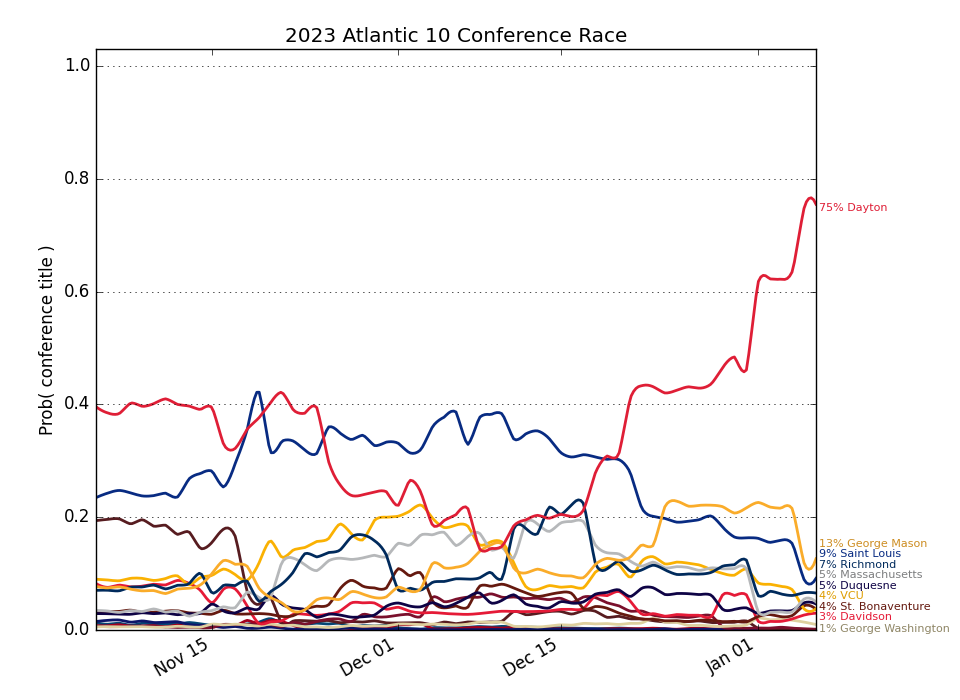 2023 Atlantic 10 Conference Race
Prob( conference title )
1.0
0.8
0.6
0.4
0.2
0.0
Nov 15
Dec 01
Dec 15
Jan 01
75% Dayton
13% George Mason
9% Saint Louis
7% Richmond
5% Massachusetts
5% Duquesne
4% VCU
4% St. Bonaventure
3% Davidson
1% George Washington